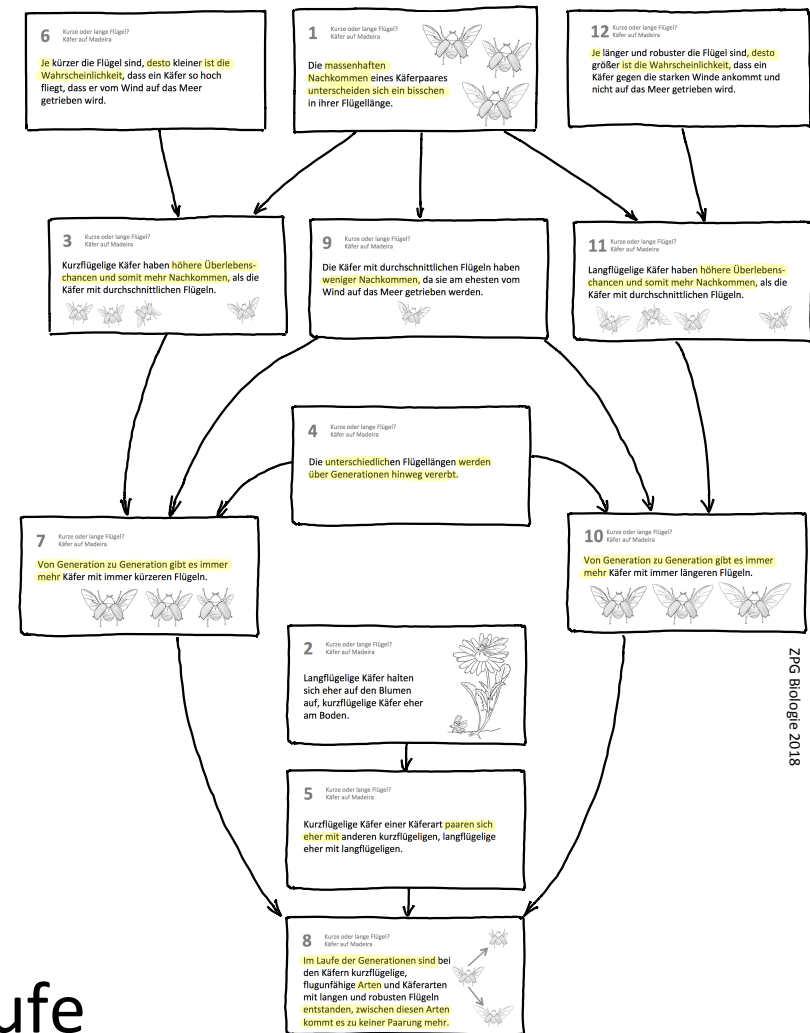 6 Kurze oder lange Flügel?
Käfer auf Madeira
Je kürzer die Flügel sind, desto kleiner ist die
Wahrscheinlichkeit, dass ein Käfer so hoch
fliegt, dass er vom Wind auf das Meer
getrieben wird.
1 Kurze oder lange Flügel?
Käfer auf Madeira
Die massenhaften
Nachkommen eines Käferpaares
unterscheiden sich ein bisschen
in ihrer Flügellänge.
12 Kurze oder lange Flügel?
Käfer auf Madeira
Je länger und robuster die Flügel sind, desto
größer ist die Wahrscheinlichkeit, dass ein
Käfer gegen die starken Winde ankommt und
nicht auf das Meer getrieben wird.
3 Kurze oder lange Flügel?
Käfer auf Madeira
Kurzflügelige Käfer haben höhere Überlebens-
chancen und somit mehr Nachkommen, als die
Käfer mit durchschnittlichen Flügeln.
9 Kurze oder lange Flügel?
Käfer auf Madeira
Die Käfer mit durchschnittlichen Flügeln haben
weniger Nachkommen, da sie am ehesten vom
Wind auf das Meer getrieben werden.
11 Kurze oder lange Flügel?
Käfer auf Madeira
Langflügelige Käfer haben höhere Überlebens-
chancen und somit mehr Nachkommen, als die
Käfer mit durchschnittlichen Flügeln.
4 Kurze oder lange Flügel?
Käfer auf Madeira
Die unterschiedlichen Flügellängen werden
über Generationen hinweg vererbt.
7 Kurze oder lange Flügel?
Käfer auf Madeira
Von Generation zu Generation gibt es immer
mehr Käfer mit immer kürzeren Flügeln.
10 Kurze oder lange Flügel?
Käfer auf Madeira
Von Generation zu Generation gibt es immer
mehr Käfer mit immer längeren Flügeln.
2 Kurze oder lange Flügel?
Käfer auf Madeira
Langflügelige Käfer halten
sich eher auf den Blumen
auf, kurzflügelige Käfer eher
am Boden.
5 Kurze oder lange Flügel?
Käfer auf Madeira
Kurzflügelige Käfer einer Käferart paaren sich
eher mit anderen kurzflügeligen, langflügelige
eher mit langflügeligen.
8 Kurze oder lange Flügel?
Käfer auf Madeira
Im Laufe der Generationen sind bei
den Käfern kurzflügelige,
flugunfähige Arten und Käferarten
mit langen und robusten Flügeln
entstanden, zwischen diesen Arten
kommt es zu keiner Paarung mehr.
ZPG Biologie 2018
ufe